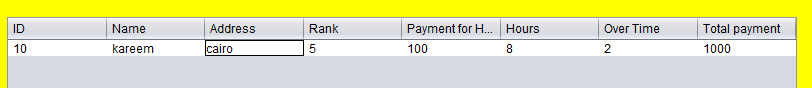 ID Name Address Rank Payment for H... Hours Over Time Total payment
10 kareem cairo 5 100 8 2 1000